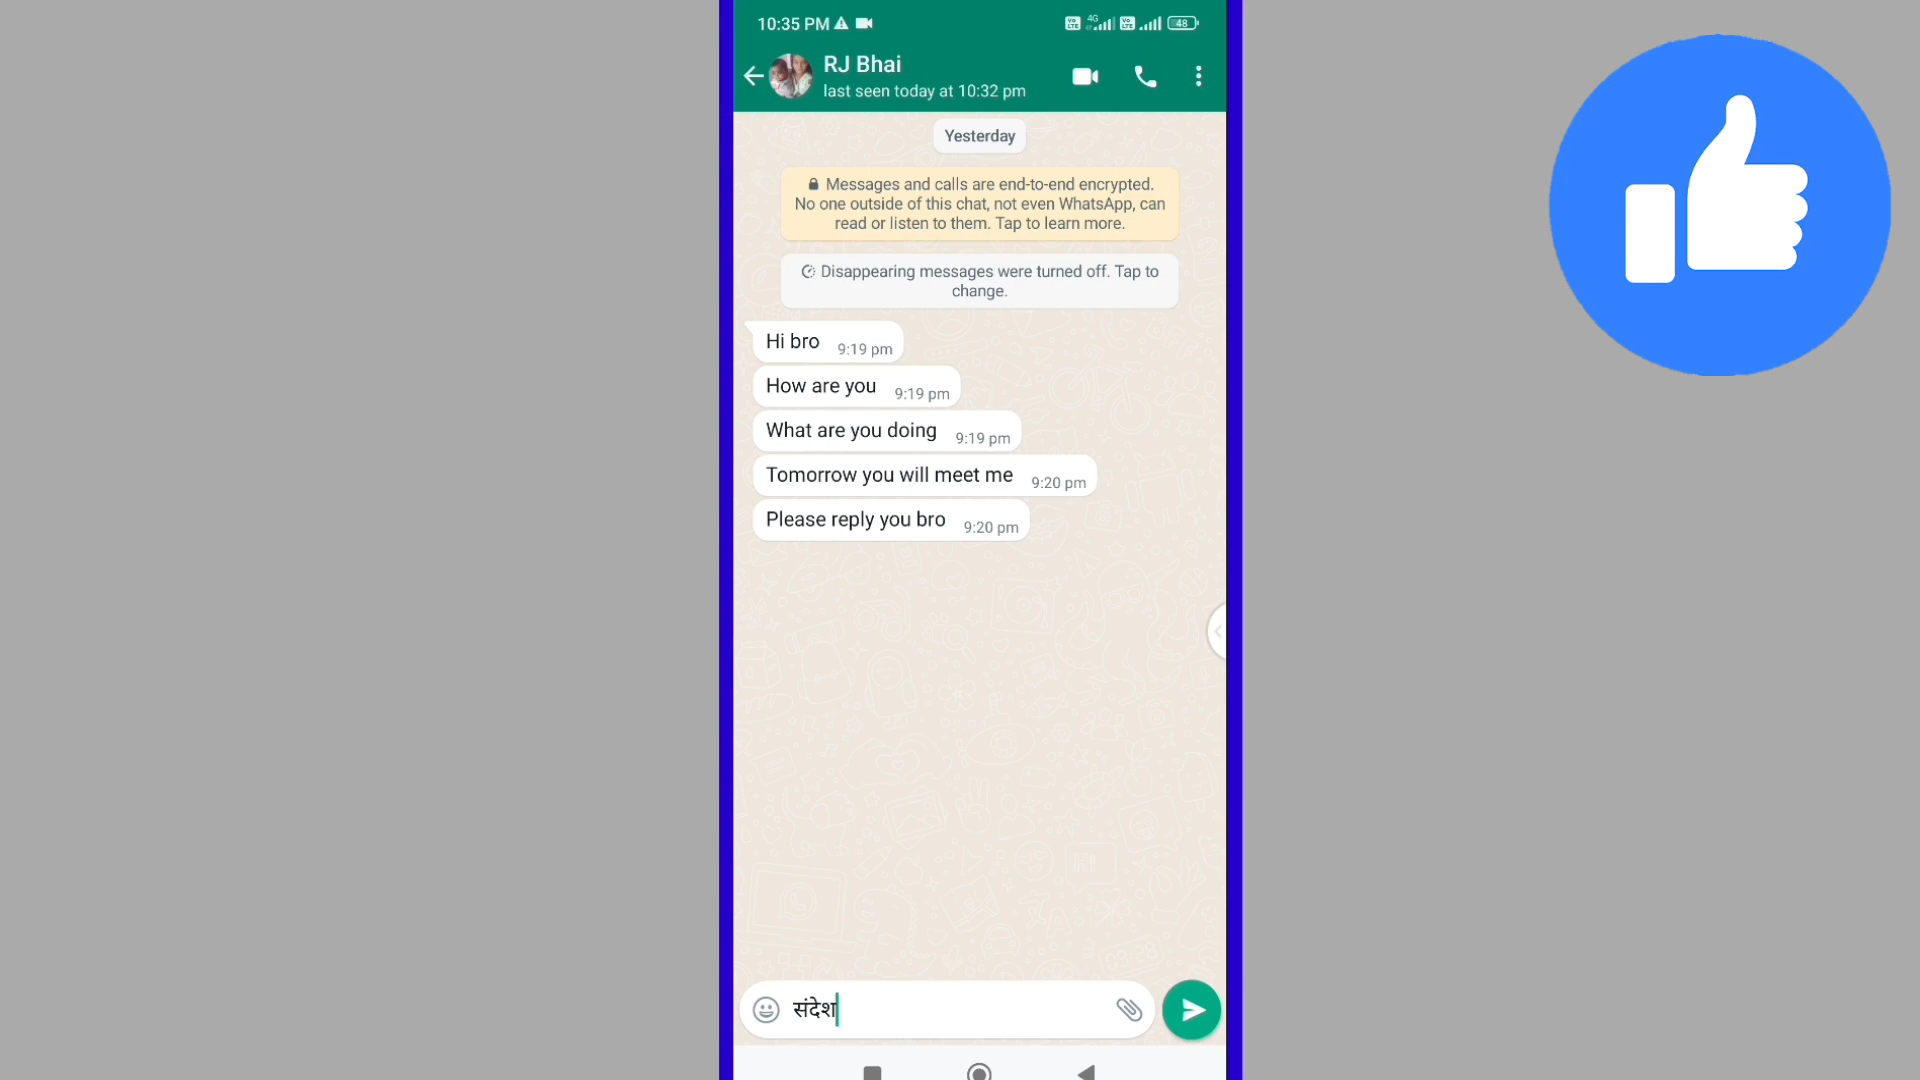 10:35 PM
4G
48
RJ Bhai
last seen today at 10:32 pm
Yesterday
Messages and calls are end-to-end encrypted.
No one outside of this chat, not even WhatsApp, can
read or listen to them. Tap to learn more.
Disappearing messages were turned off. Tap to
change.
Hi bro 9:19 pm
How are you 9:19 pm
What are you doing 9:19 pm
Tomorrow you will meet me 9:20 pm
Please reply you bro 9:20 pm
संदेश